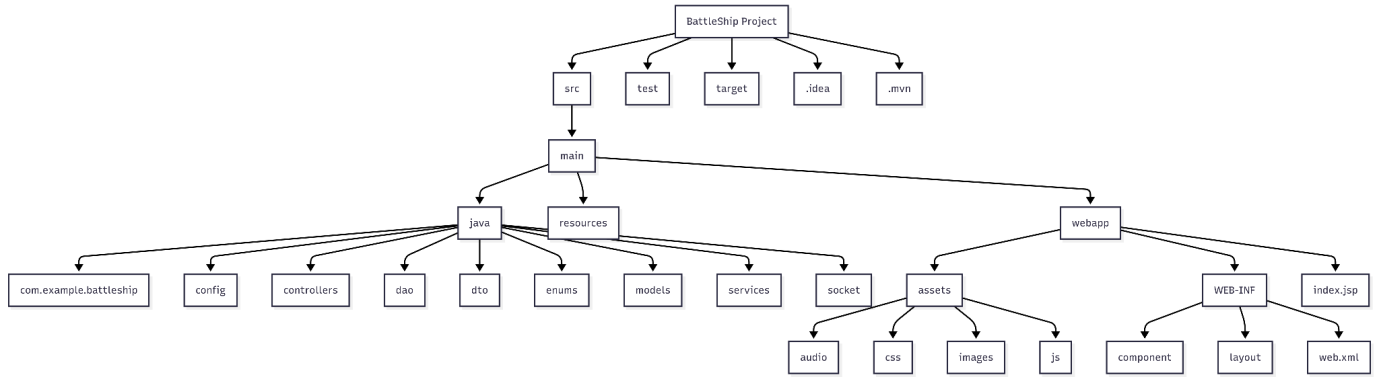 BattleShip Project
src
test
target
.idea
.mvn
main
java
resources
webapp
com.example.battleship
config
controllers
dao
dto
enums
models
services
socket
assets
WEB-INF
index.jsp
audio
css
images
js
component
layout
web.xml